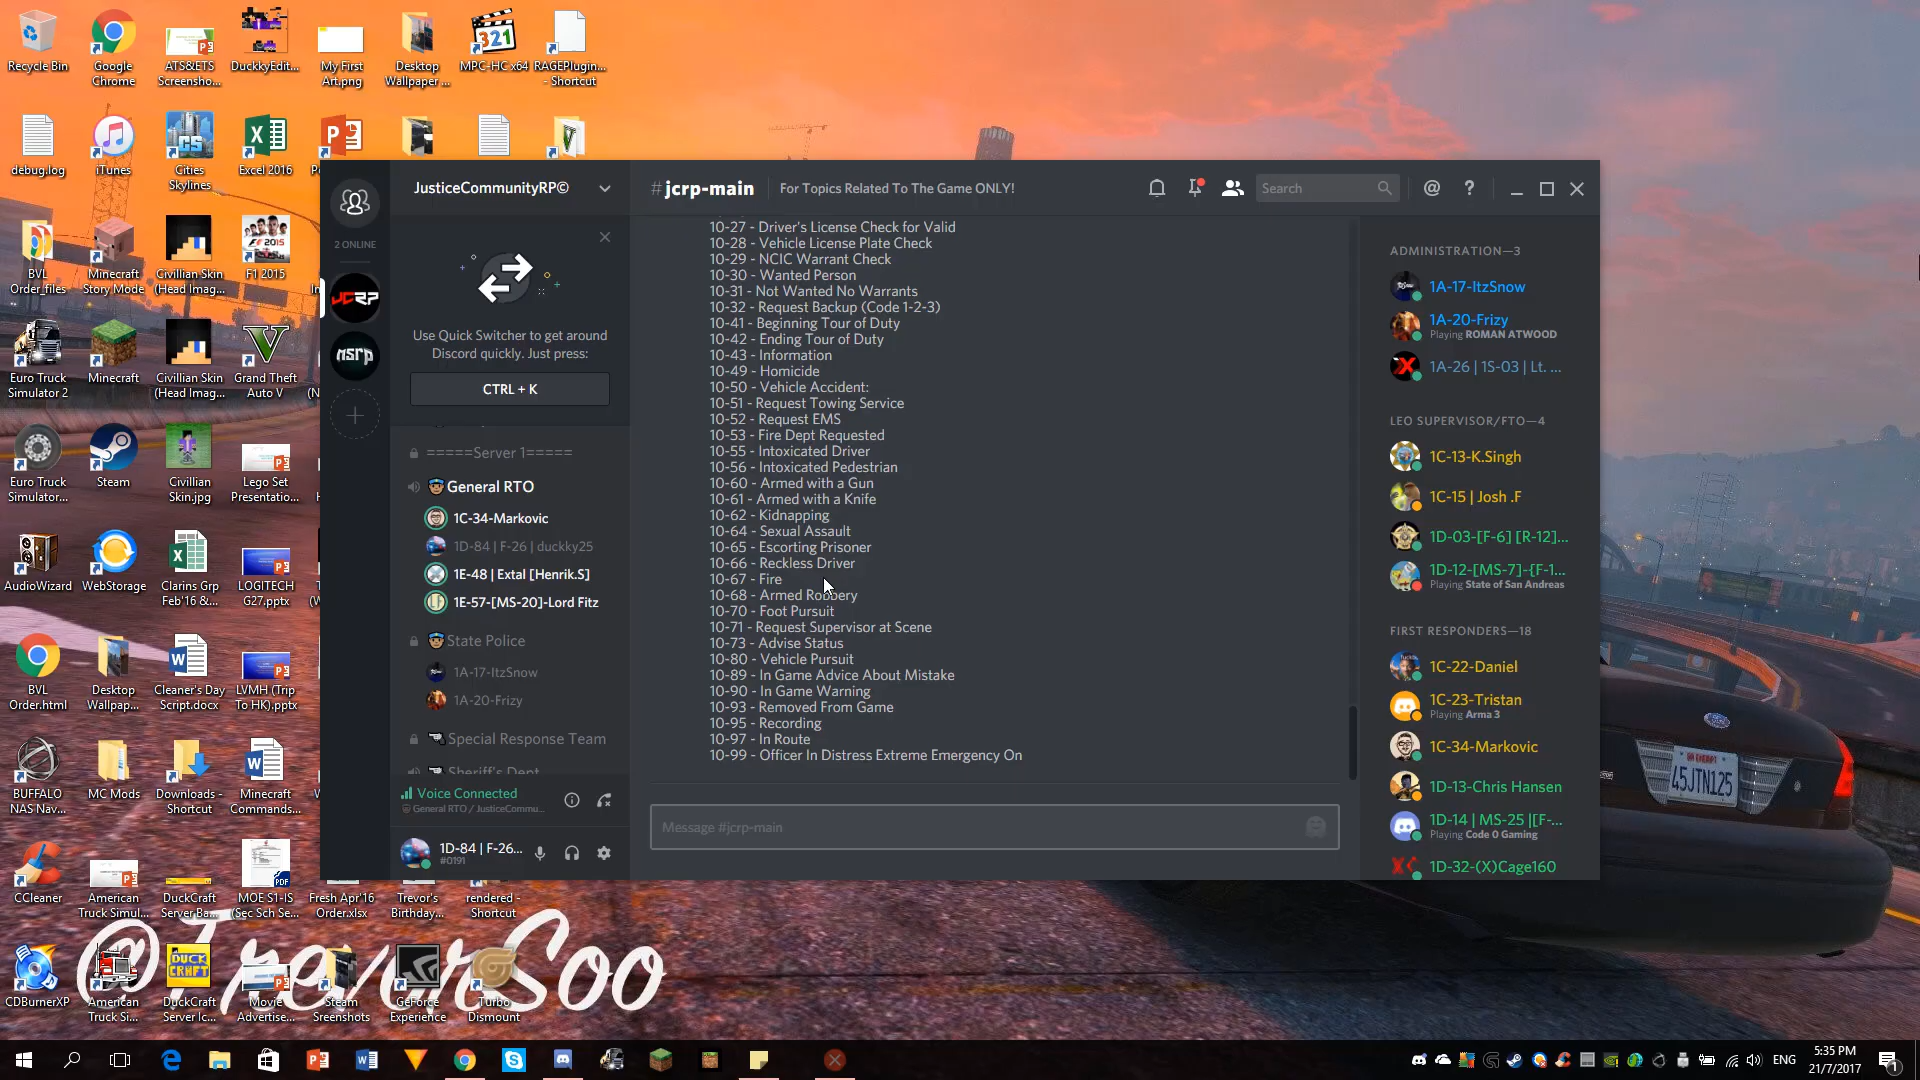 Recycle Bin
Google Chrome
ATS&ETS Screensho...
DuckkyEdit...
My First Art.png
Desktop Wallpaper ...
MPC-HC x64
RAGEPlugin... - Shortcut
debug.log
iTunes
Cities Skylines
Excel 2016
BVL Order_files
Minecraft Story Mode
Civillian Skin (Head Imag...
F1 2015
Euro Truck Simulator 2
Minecraft
Civillian Skin (Head Imag...
Grand Theft Auto V
Euro Truck Simulator...
Steam
Civillian Skin.jpg
Lego Set Presentatio...
AudioWizard
WebStorage
Clarins Grp Feb'16 &...
LOGITECH G27.pptx
BVL Order.html
Desktop Wallpap...
Cleaner's Day Script.docx
LVMH (Trip To HK).pptx
BUFFALO NAS Nav...
MC Mods
Downloads - Shortcut
Minecraft Commands...
CCleaner
American Truck Simul...
DuckCraft Server Ba...
MOE S1-IS (Sec Sch Se...
Fresh Apr'16 Order.xlsx
Trevor's Birthday...
rendered - Shortcut
CDBurnerXP
American Truck Si...
DuckCraft Server Ic...
Movie Advertise...
Steam Sreenshots
GeForce Experience
Turbo Dismount
@TrevorSoo
2 ONLINE
JCRP
MSRP
JusticeCommunityRP©
Use Quick Switcher to get around
Discord quickly. Just press:
CTRL + K
=====Server 1=====
General RTO
1C-34-Markovic
1D-84 | F-26 | duckky25
1E-48 | Extal [Henrik.S]
1E-57-[MS-20]-Lord Fitz
State Police
1A-17-ItzSnow
1A-20-Frizy
Special Response Team
Sheriff's Dept
Voice Connected
General RTO / JusticeCommu...
1D-84 | F-26...
#0191
#jcrp-main
For Topics Related To The Game ONLY!
Search
10-27 - Driver's License Check for Valid
10-28 - Vehicle License Plate Check
10-29 - NCIC Warrant Check
10-30 - Wanted Person
10-31 - Not Wanted No Warrants
10-32 - Request Backup (Code 1-2-3)
10-41 - Beginning Tour of Duty
10-42 - Ending Tour of Duty
10-43 - Information
10-49 - Homicide
10-50 - Vehicle Accident:
10-51 - Request Towing Service
10-52 - Request EMS
10-53 - Fire Dept Requested
10-55 - Intoxicated Driver
10-56 - Intoxicated Pedestrian
10-60 - Armed with a Gun
10-61 - Armed with a Knife
10-62 - Kidnapping
10-64 - Sexual Assault
10-65 - Escorting Prisoner
10-66 - Reckless Driver
10-67 - Fire
10-68 - Armed Robbery
10-70 - Foot Pursuit
10-71 - Request Supervisor at Scene
10-73 - Advise Status
10-80 - Vehicle Pursuit
10-89 - In Game Advice About Mistake
10-90 - In Game Warning
10-93 - Removed From Game
10-95 - Recording
10-97 - In Route
10-99 - Officer In Distress Extreme Emergency On
Message #jcrp-main
ADMINISTRATION—3
1A-17-ItzSnow
1A-20-Frizy
Playing ROMAN ATWOOD
1A-26 | 1S-03 | Lt. ...
LEO SUPERVISOR/FTO—4
1C-13-K.Singh
1C-15 | Josh .F
1D-03-[F-6] [R-12]...
1D-12-[MS-7]-{F-1...
Playing State of San Andreas
FIRST RESPONDERS—18
1C-22-Daniel
1C-23-Tristan
Playing Arma 3
1C-34-Markovic
1D-13-Chris Hansen
1D-14 | MS-25 |[F-...
Playing Code 0 Gaming
1D-32-(X)Cage160
45JTN125
ENG
5:35 PM
21/7/2017